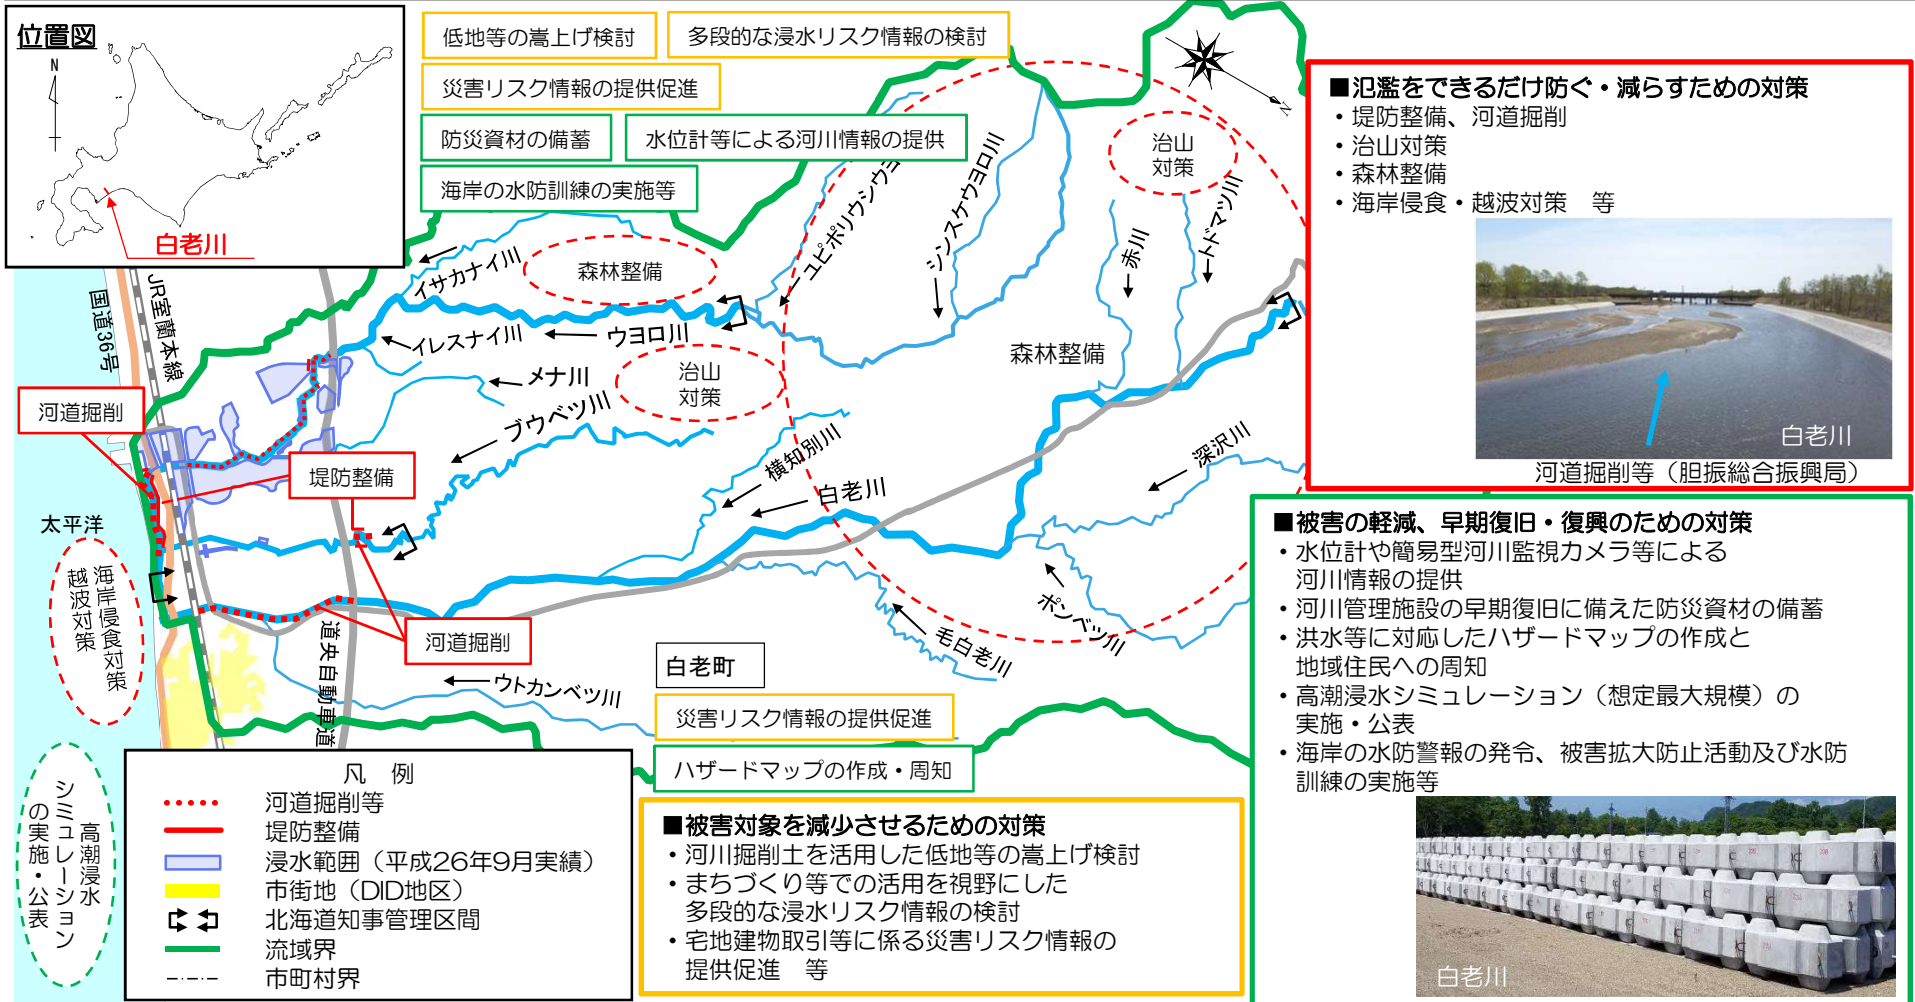 位置図
N
白老川
低地等の嵩上げ検討
多段的な浸水リスク情報の検討
災害リスク情報の提供促進
防災資材の備蓄
水位計等による河川情報の提供
海岸の水防訓練の実施等
N
■氾濫をできるだけ防ぐ・減らすための対策
・堤防整備、河道掘削
・治山対策
・森林整備
・海岸侵食・越波対策　等
白老川
河道掘削等（胆振総合振興局）
治山
対策
トドマツ川
赤川
シンスケウヨロ川
ユピポリウシウヨ
イサカナイ川
森林整備
イレスナイ川
ウヨロ川
メナ川
治山
対策
森林整備
ブウベツ川
横知別川
白老川
深沢川
ポンベツ川
毛白老川
ウトカンベツ川
国道36号
JR室蘭本線
道央自動車道
河道掘削
堤防整備
河道掘削
太平洋
海岸侵食対策
越波対策
高潮浸水
シミュレーション
の実施・公表
白老町
災害リスク情報の提供促進
ハザードマップの作成・周知
凡　例
河道掘削等
堤防整備
浸水範囲（平成26年9月実績）
市街地（DID地区）
北海道知事管理区間
流域界
市町村界
■被害対象を減少させるための対策
・河川掘削土を活用した低地等の嵩上げ検討
・まちづくり等での活用を視野にした
多段的な浸水リスク情報の検討
・宅地建物取引等に係る災害リスク情報の
提供促進　等
■被害の軽減、早期復旧・復興のための対策
・水位計や簡易型河川監視カメラ等による
河川情報の提供
・河川管理施設の早期復旧に備えた防災資材の備蓄
・洪水等に対応したハザードマップの作成と
地域住民への周知
・高潮浸水シミュレーション（想定最大規模）の
実施・公表
・海岸の水防警報の発令、被害拡大防止活動及び水防
訓練の実施等
白老川